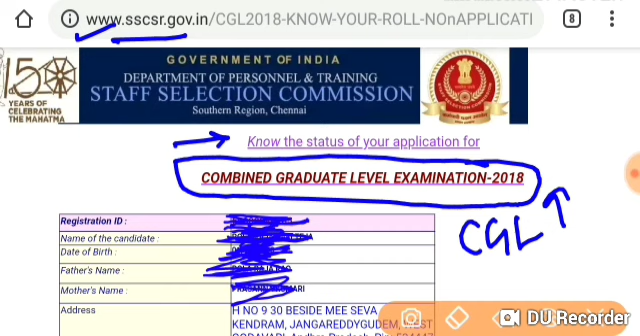 www.sscsr.gov.in/CGL2018-KNOW-YOUR-ROLL-NOnAPPLICATI
8
150
YEARS OF
CELEBRATING
THE MAHATMA
GOVERNMENT OF INDIA
DEPARTMENT OF PERSONNEL & TRAINING
STAFF SELECTION COMMISSION
Southern Region, Chennai
Know the status of your application for
COMBINED GRADUATE LEVEL EXAMINATION-2018
CGL
Registration ID :
Name of the candidate :
Date of Birth :
Father's Name :
Mother's Name :
Address
H NO 9 30 BESIDE MEE SEVA
KENDRAM, JANGAREDDYGUDEM, WEST
DU Recorder